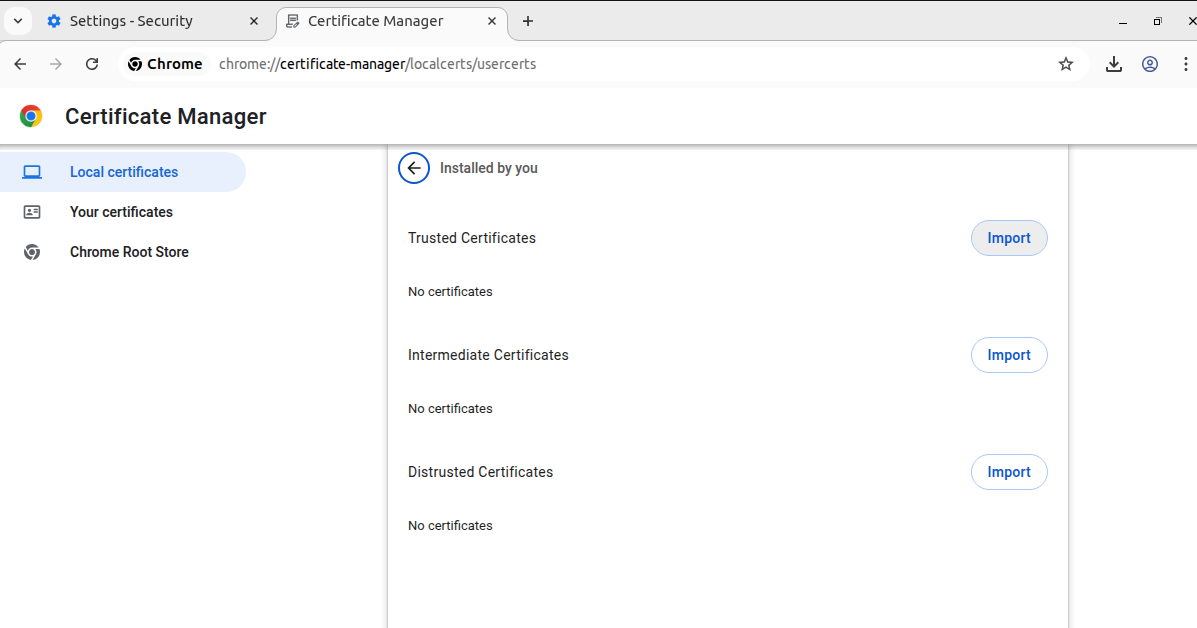 Settings - Security
Certificate Manager
Chrome
chrome://certificate-manager/localcerts/usercerts
Certificate Manager
Local certificates
Your certificates
Chrome Root Store
Installed by you
Trusted Certificates
Import
No certificates
Intermediate Certificates
Import
No certificates
Distrusted Certificates
Import
No certificates